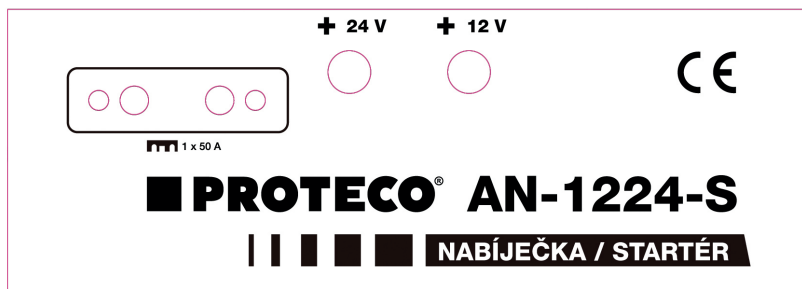 + 24 V + 12 V
CE
1 x 50 A
PROTECO® AN-1224-S
NABÍJEČKA / STARTÉR